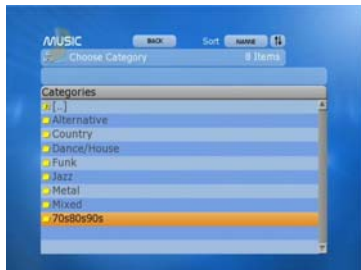 MUSIC BACK Sort NAME
Choose Category 8 Items
Categories
[..]
Alternative
Country
Dance/House
Funk
Jazz
Metal
Mixed
70s80s90s